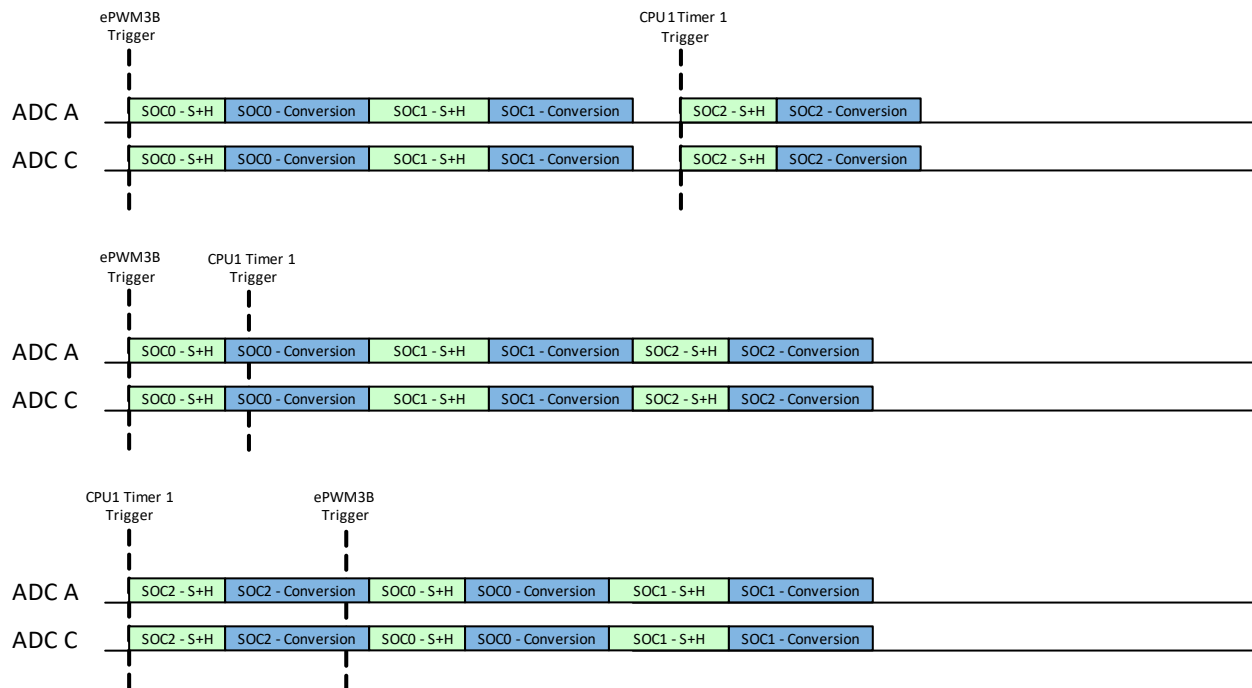 ePWM3B
Trigger
CPU1 Timer 1
Trigger
ADC A SOC0 - S+H SOC0 - Conversion SOC1 - S+H SOC1 - Conversion SOC2 - S+H SOC2 - Conversion
ADC C SOC0 - S+H SOC0 - Conversion SOC1 - S+H SOC1 - Conversion SOC2 - S+H SOC2 - Conversion
ePWM3B
Trigger
CPU1 Timer 1
Trigger
ADC A SOC0 - S+H SOC0 - Conversion SOC1 - S+H SOC1 - Conversion SOC2 - S+H SOC2 - Conversion
ADC C SOC0 - S+H SOC0 - Conversion SOC1 - S+H SOC1 - Conversion SOC2 - S+H SOC2 - Conversion
CPU1 Timer 1
Trigger
ePWM3B
Trigger
ADC A SOC2 - S+H SOC2 - Conversion SOC0 - S+H SOC0 - Conversion SOC1 - S+H SOC1 - Conversion
ADC C SOC2 - S+H SOC2 - Conversion SOC0 - S+H SOC0 - Conversion SOC1 - S+H SOC1 - Conversion